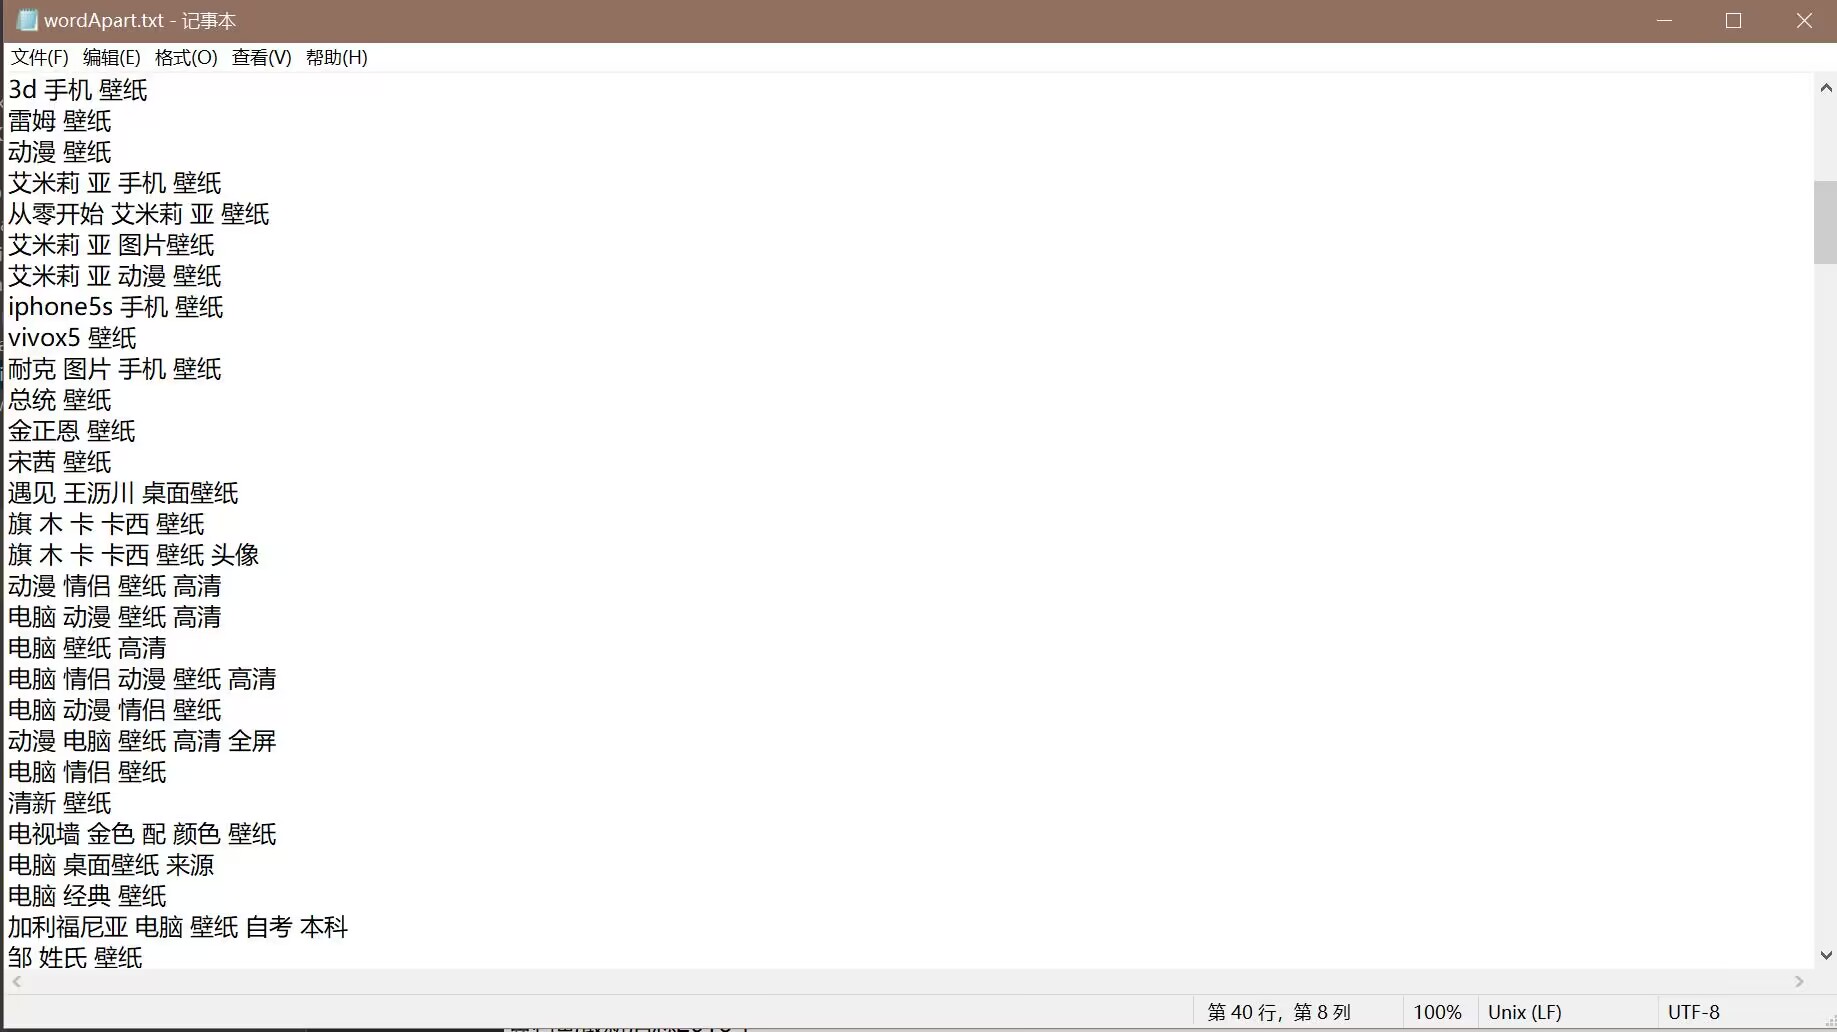 wordApart.txt - 记事本
文件(F) 编辑(E) 格式(O) 查看(V) 帮助(H)
3d 手机 壁纸
雷姆 壁纸
动漫 壁纸
艾米莉 亚 手机 壁纸
从零开始 艾米莉 亚 壁纸
艾米莉 亚 图片壁纸
艾米莉 亚 动漫 壁纸
iphone5s 手机 壁纸
vivox5 壁纸
耐克 图片 手机 壁纸
总统 壁纸
金正恩 壁纸
宋茜 壁纸
遇见 王沥川 桌面壁纸
旗 木 卡 卡西 壁纸
旗 木 卡 卡西 壁纸 头像
动漫 情侣 壁纸 高清
电脑 动漫 壁纸 高清
电脑 壁纸 高清
电脑 情侣 动漫 壁纸 高清
电脑 动漫 情侣 壁纸
动漫 电脑 壁纸 高清 全屏
电脑 情侣 壁纸
清新 壁纸
电视墙 金色 配 颜色 壁纸
电脑 桌面壁纸 来源
电脑 经典 壁纸
加利福尼亚 电脑 壁纸 自考 本科
邹 姓氏 壁纸
第 40 行，第 8 列 100% Unix (LF) UTF-8